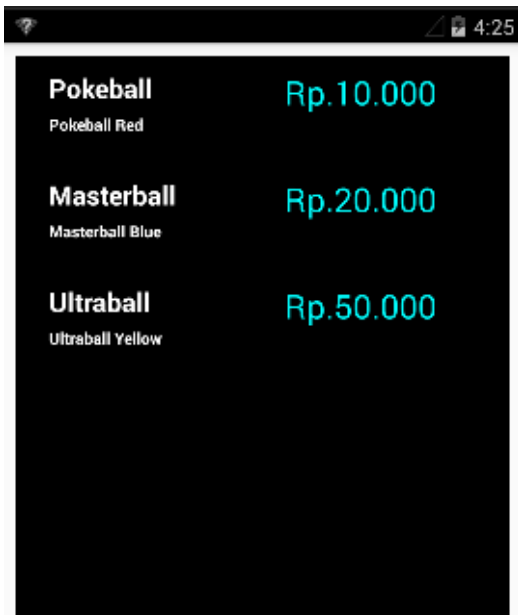 4:25
Pokeball
Rp.10.000
Pokeball Red
Masterball
Rp.20.000
Masterball Blue
Ultraball
Rp.50.000
Ultraball Yellow